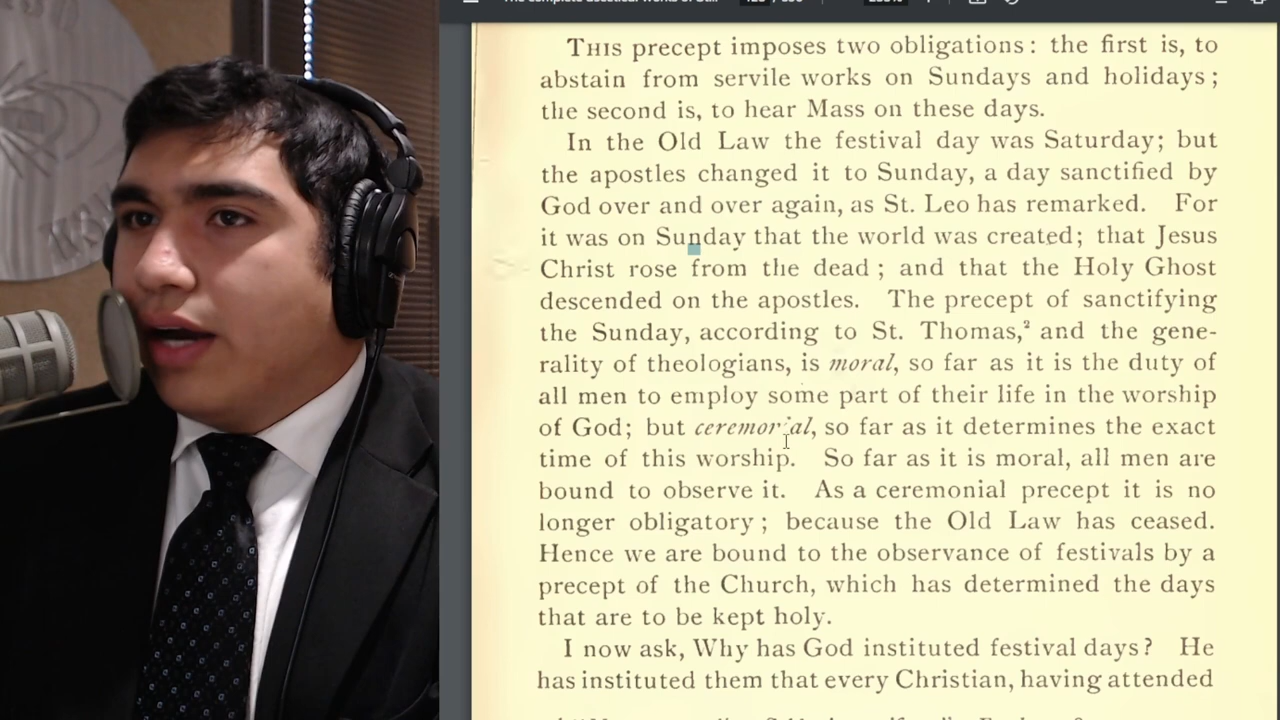 The complete ascetical works of St...
THIS precept imposes two obligations: the first is, to
abstain from servile works on Sundays and holidays;
the second is, to hear Mass on these days.
In the Old Law the festival day was Saturday; but
the apostles changed it to Sunday, a day sanctified by
God over and over again, as St. Leo has remarked. For
it was on Sunday that the world was created; that Jesus
Christ rose from the dead; and that the Holy Ghost
descended on the apostles. The precept of sanctifying
the Sunday, according to St. Thomas,² and the gene-
rality of theologians, is moral, so far as it is the duty of
all men to employ some part of their life in the worship
of God; but ceremonial, so far as it determines the exact
time of this worship. So far as it is moral, all men are
bound to observe it. As a ceremonial precept it is no
longer obligatory; because the Old Law has ceased.
Hence we are bound to the observance of festivals by a
precept of the Church, which has determined the days
that are to be kept holy.
I now ask, Why has God instituted festival days? He
has instituted them that every Christian, having attended